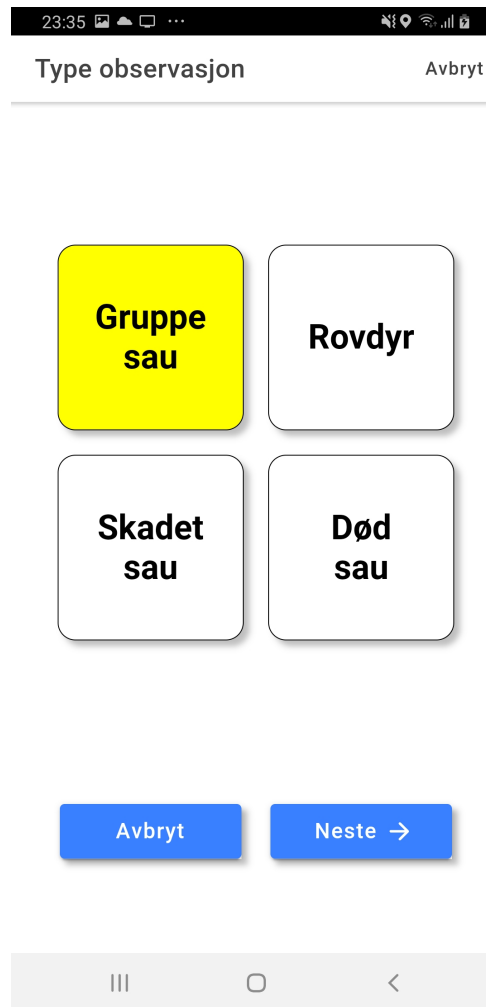 23:35
Type observasjon
Avbryt
Gruppe
sau
Rovdyr
Skadet
sau
Død
sau
Avbryt
Neste →